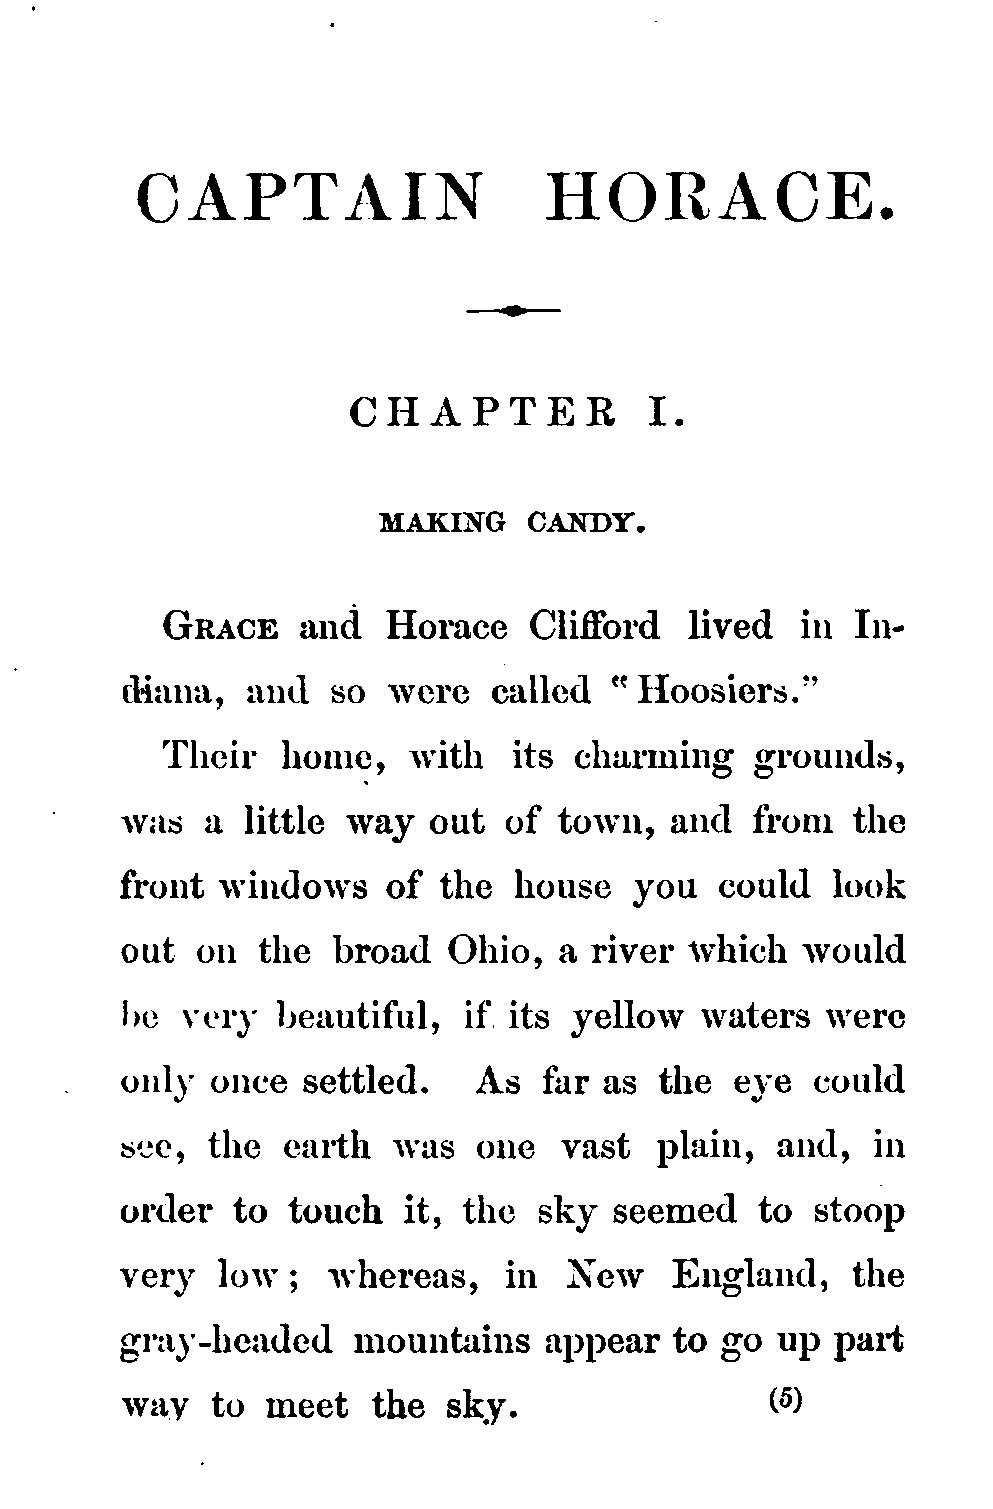 CAPTAIN HORACE.
CHAPTER I.
MAKING CANDY.
GRACE and Horace Clifford lived in In-
diana, and so were called "Hoosiers."
Their home, with its charming grounds,
was a little way out of town, and from the
front windows of the house you could look
out on the broad Ohio, a river which would
be very beautiful, if its yellow waters were
only once settled. As far as the eye could
see, the earth was one vast plain, and, in
order to touch it, the sky seemed to stoop
very low; whereas, in New England, the
gray-headed mountains appear to go up part
way to meet the sky. (5)